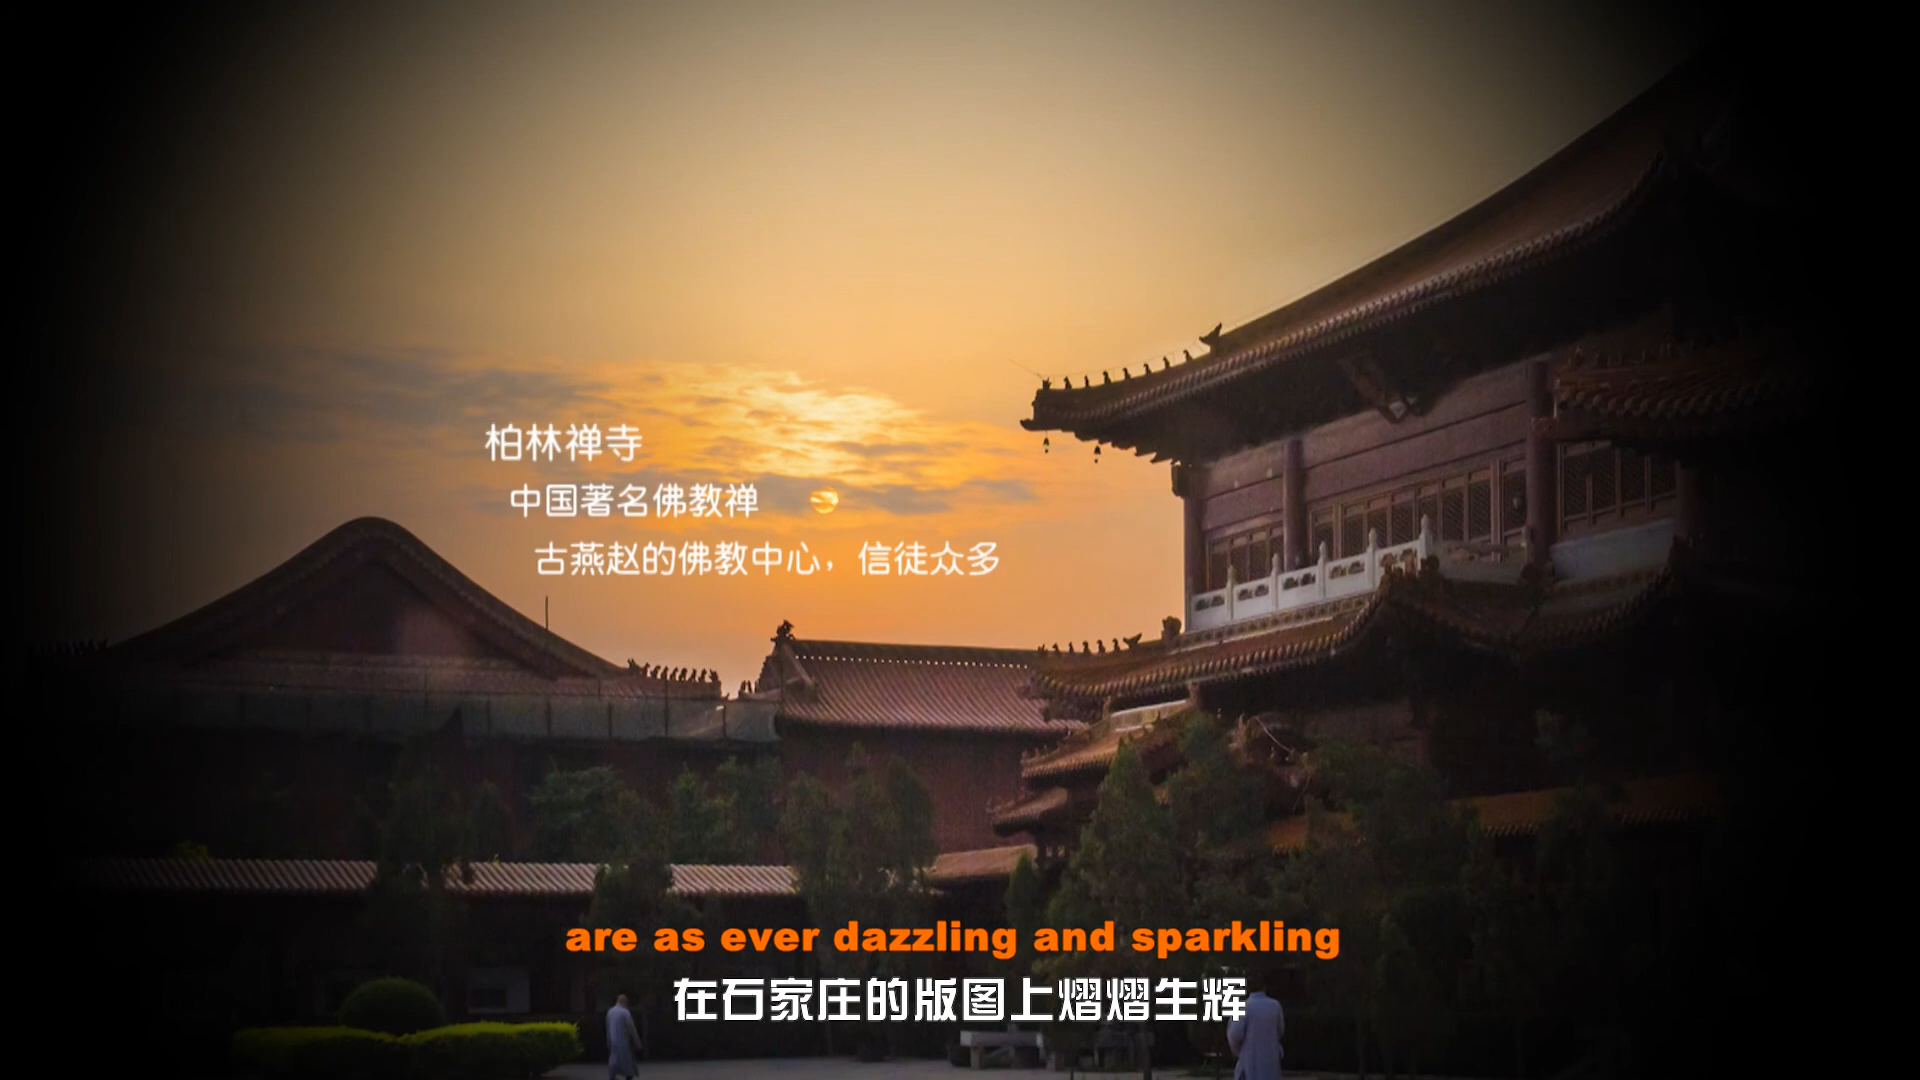 柏林禅寺
中国著名佛教禅
古燕赵的佛教中心，信徒众多
are as ever dazzling and sparkling
在石家庄的版图上熠熠生辉